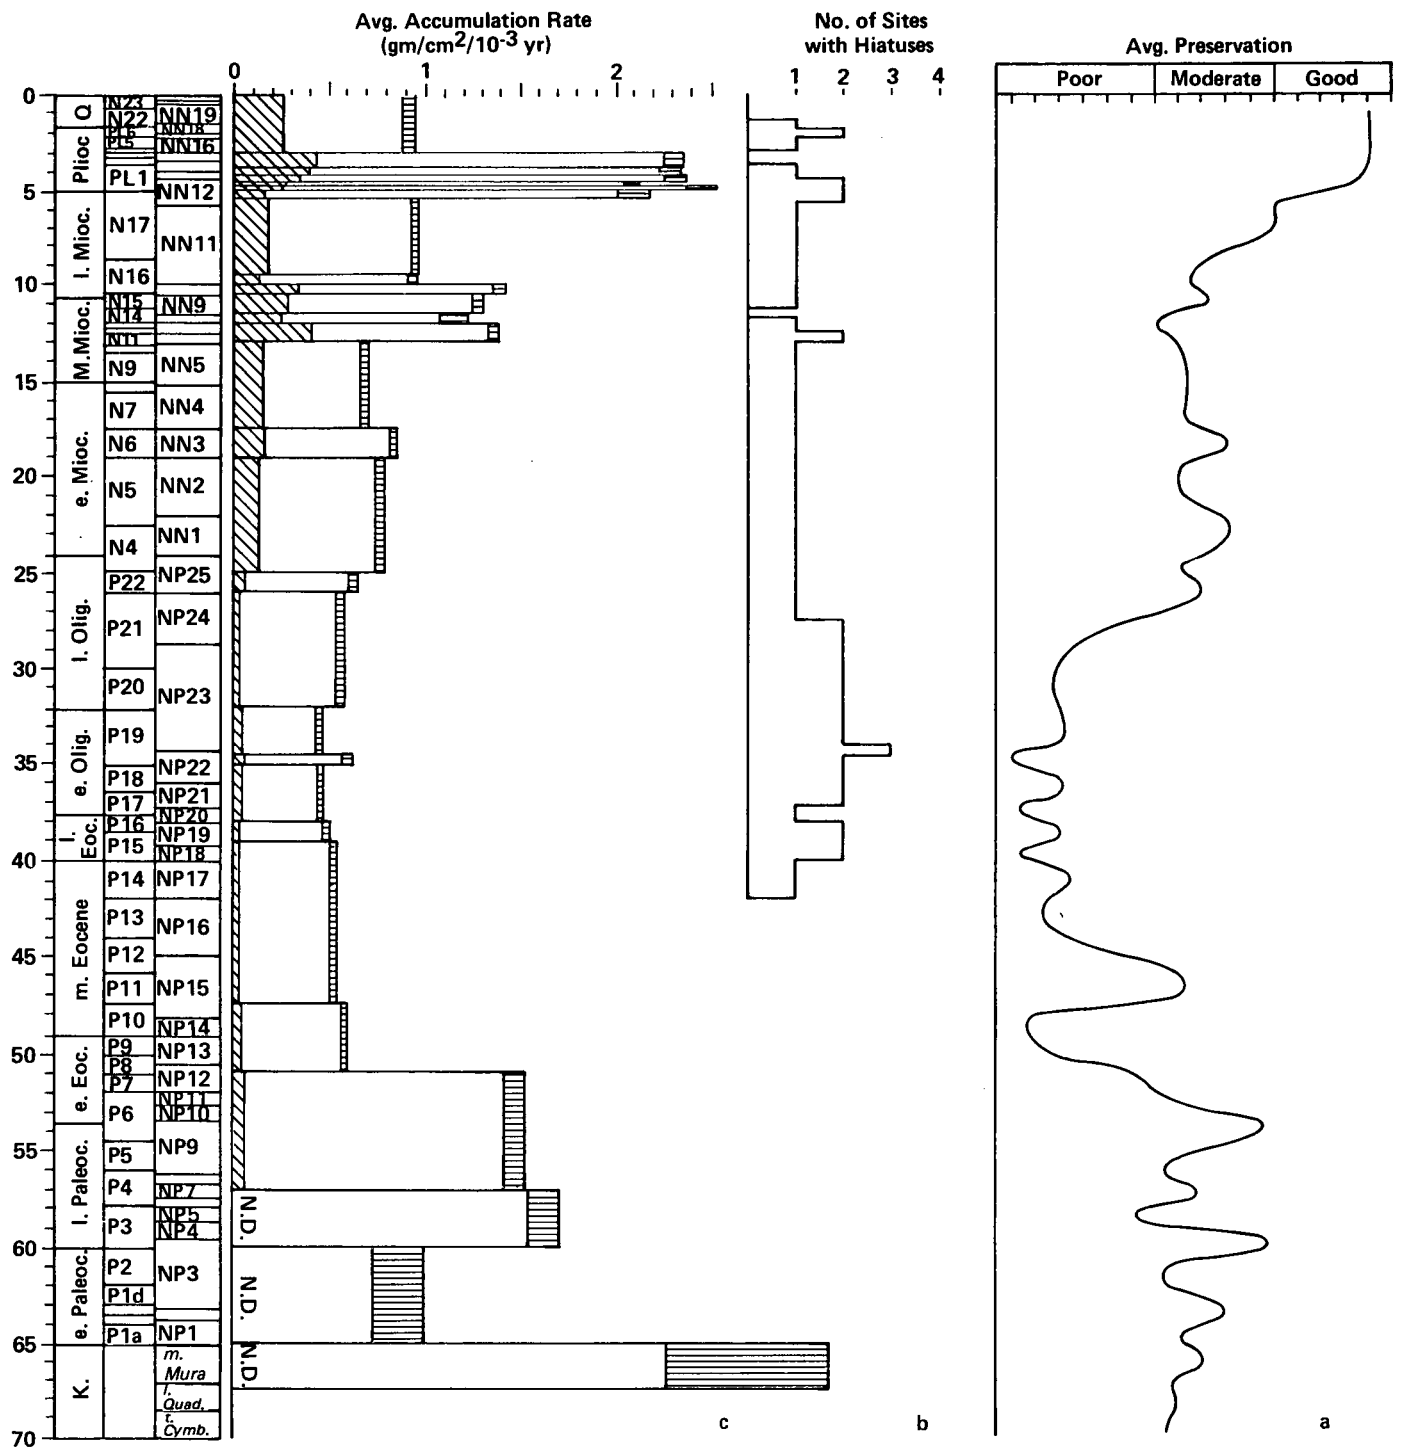 Avg. Accumulation Rate
(gm/cm2/10-3 yr)
0 1 2
No. of Sites
with Hiatuses
1 2 3 4
Avg. Preservation
Poor Moderate Good
0
5
10
15
20
25
30
35
40
45
50
55
60
65
70
Q
Plioc
l. Mioc.
M.Mioc.
e. Mioc.
l. Olig.
e. Olig.
l. Eoc.
m. Eocene
e. Eoc.
l. Paleoc.
e. Paleoc.
K.
N23
N22
PL6
PL5
PL1
N17
N16
N15
N14
N11
N9
N7
N6
N5
N4
P22
P21
P20
P19
P18
P17
P16
P15
P14
P13
P12
P11
P10
P9
P8
P7
P6
P5
P4
P3
P2
P1d
P1a
NN19
NN18
NN16
NN12
NN11
NN9
NN5
NN4
NN3
NN2
NN1
NP25
NP24
NP23
NP22
NP21
NP20
NP19
NP18
NP17
NP16
NP15
NP14
NP13
NP12
NP11
NP10
NP9
NP7
NP5
NP4
NP3
NP1
m.
Mura
l.
Quad.
t.
Cymb.
N.D.
N.D.
N.D.
c
b
a